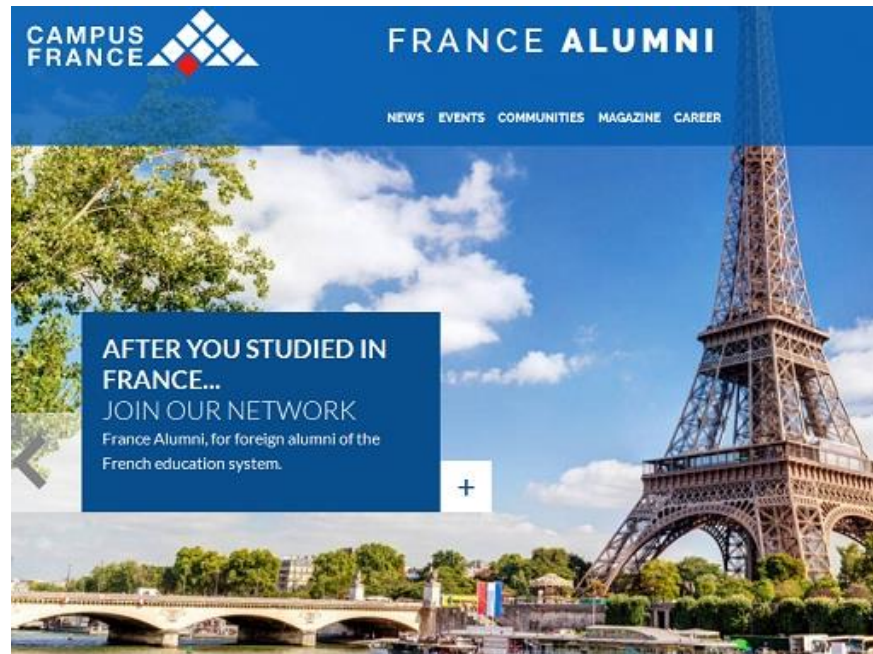 CAMPUS
FRANCE
FRANCE ALUMNI
NEWS EVENTS COMMUNITIES MAGAZINE CAREER
AFTER YOU STUDIED IN
FRANCE...
JOIN OUR NETWORK
France Alumni, for foreign alumni of the
French education system.
+